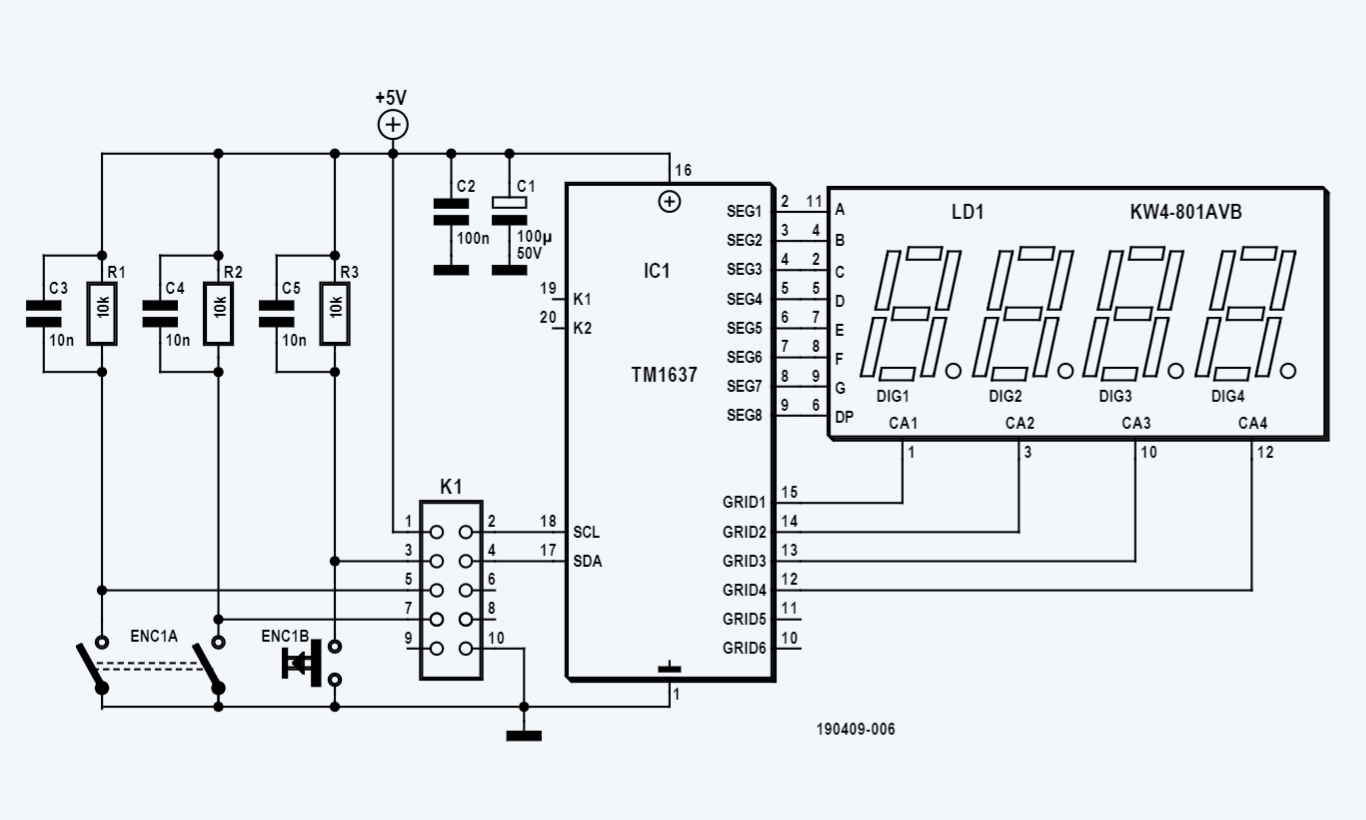 +5V
16
C2
C1
100n
100µ
50V
R1
R2
R3
C3
10k
10n
C4
10k
10n
C5
10k
10n
19
K1
20
K2
IC1
TM1637
SEG1
2
11
A
SEG2
3
4
B
SEG3
4
2
C
SEG4
5
5
D
SEG5
6
7
E
SEG6
7
8
F
SEG7
8
9
G
SEG8
9
6
DP
LD1
KW4-801AVB
DIG1
DIG2
DIG3
DIG4
CA1
CA2
CA3
CA4
1
3
10
12
K1
1
2
18
SCL
3
4
17
SDA
5
6
7
8
9
10
GRID1
15
GRID2
14
GRID3
13
GRID4
12
GRID5
11
GRID6
10
ENC1A
ENC1B
1
190409-006